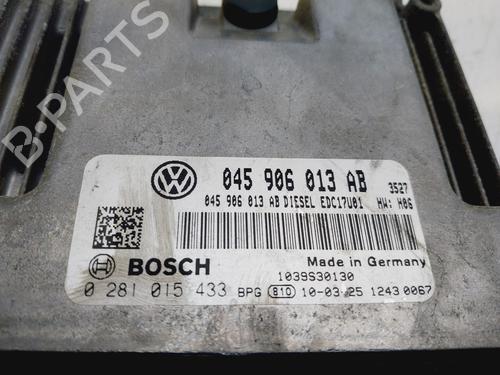 B-PARTS
045 906 013 AB 3527
045 906 013 AB DIESEL EDC17U01 HW: H06
Made in Germany
BOSCH 1039S30130
0 281 015 433 BPG 810 10-03-25 1243 0067